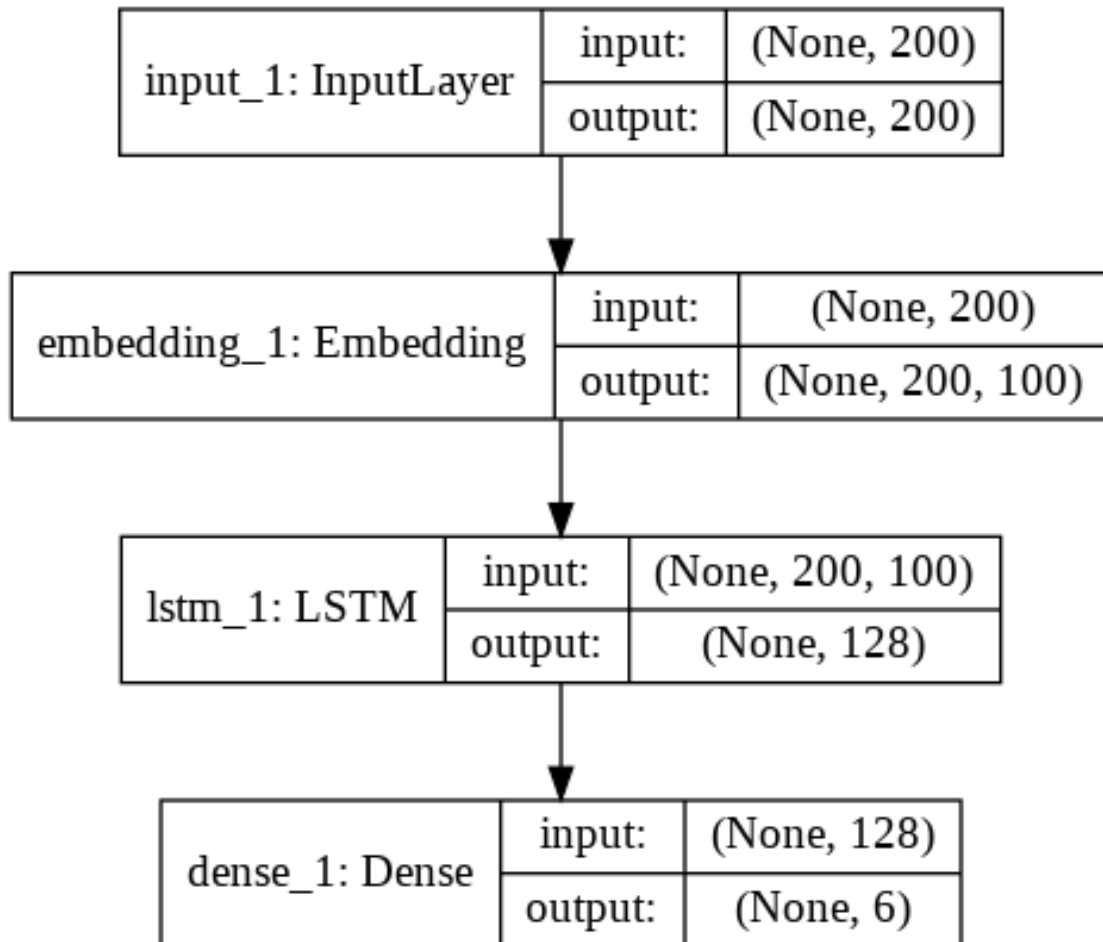 input: (None, 200)
input_1: InputLayer
output: (None, 200)
input: (None, 200)
embedding_1: Embedding
output: (None, 200, 100)
input: (None, 200, 100)
lstm_1: LSTM
output: (None, 128)
input: (None, 128)
dense_1: Dense
output: (None, 6)